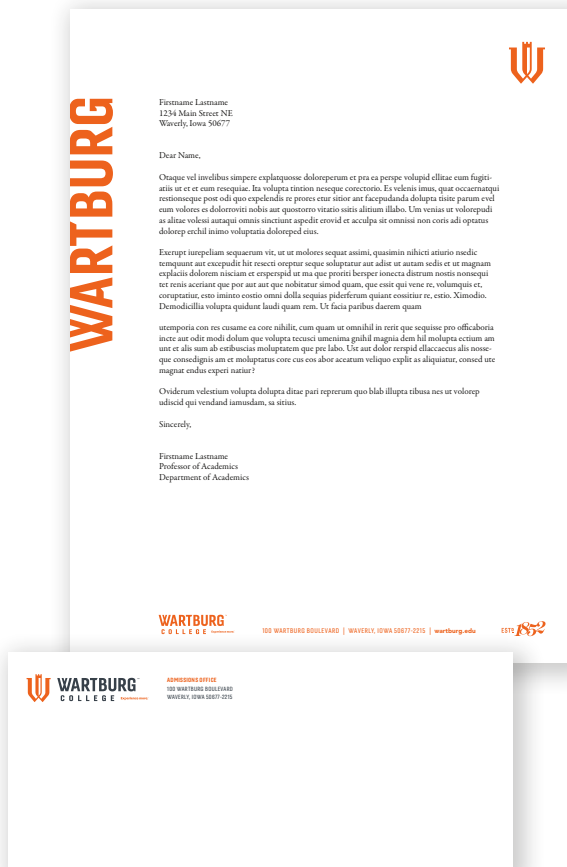 WARTBURG
Firstname Lastname
1234 Main Street NE
Waverly, Iowa 50677
Dear Name,
Otaque vel invelibus simpere explatquosse doloreperum et pra ea perspe volupid ellitae eum fugiti-
atiis ut et et eum resequiae. Ita volupta tintion neseque corectorio. Es velenis imus, quat occaernatqui
restionseque post odi quo expelendis re prores etur sitior ant facepudanda dolupta tisite parum evel
eum volores es dolorroviti nobis aut quostorro vitatio ssitis alitium illabo. Um venias ut volorepudi
as alitae volessi autaqui omnis sinctiunt aspedit erovid et acculpa sit omnissi non coris adi optatus
dolorep erchil inimo voluptatia doloreped eius.
Exerupt iurepeliam sequaerum vit, ut ut molores sequat assimi, quasimin nihicti atiurio nsedic
temquunt aut excepudit hit resecti oreptur seque soluptatur aut adist ut autam sedis et ut magnam
explaciis dolorem nisciam et ersperspid ut ma que proriti bersper ionecta distrum nostis nonsequi
tet renis aceriant que por aut aut que nobitatur simod quam, que essit qui vene re, volumquis et,
coruptatiur, esto iminto eostio omni dolla sequias piderferum quiant eossitiur re, estio. Ximodio.
Demodicillia volupta quidunt laudi quam rem. Ut facia paribus daerem quam
utemporia con res cusame ea core nihilit, cum quam ut omnihil in rerit que sequisse pro officaboria
incte aut odit modi dolum que volupta tecusci umenima gnihil magnia dem hil molupta ectium am
unt et alis sum ab estibuscias moluptatem que pre labo. Ust aut dolor rerspid ellaccaecus alis nosse-
que consedignis am et moluptatus core cus eos abor aceatum veliquo explit as aliquiatur, consed ute
magnat endus experi natiur?
Oviderum velestium volupta dolupta ditae pari reprerum quo blab illupta tibusa nes ut volorep
udiscid qui vendand iamusdam, sa sitius.
Sincerely,
Firstname Lastname
Professor of Academics
Department of Academics
WARTBURG
COLLEGE
100 WARTBURG BOULEVARD | WAVERLY, IOWA 50677-2215 | wartburg.edu
ESTD 1852
WARTBURG
COLLEGE
ADMISSIONS OFFICE
100 WARTBURG BOULEVARD
WAVERLY, IOWA 50677-2215